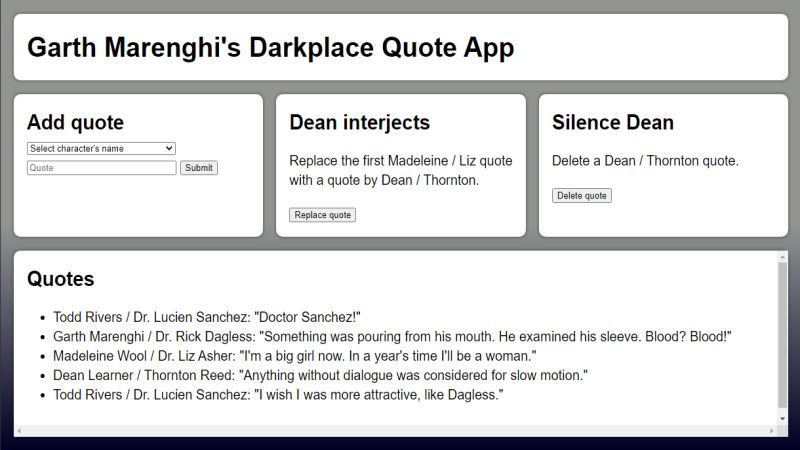 Garth Marenghi's Darkplace Quote App
Add quote
Select character's name
Quote
Submit
Dean interjects
Replace the first Madeleine / Liz quote
with a quote by Dean / Thornton.
Replace quote
Silence Dean
Delete a Dean / Thornton quote.
Delete quote
Quotes
Todd Rivers / Dr. Lucien Sanchez: "Doctor Sanchez!"
Garth Marenghi / Dr. Rick Dagless: "Something was pouring from his mouth. He examined his sleeve. Blood? Blood!"
Madeleine Wool / Dr. Liz Asher: "I'm a big girl now. In a year's time I'll be a woman."
Dean Learner / Thornton Reed: "Anything without dialogue was considered for slow motion."
Todd Rivers / Dr. Lucien Sanchez: "I wish I was more attractive, like Dagless."